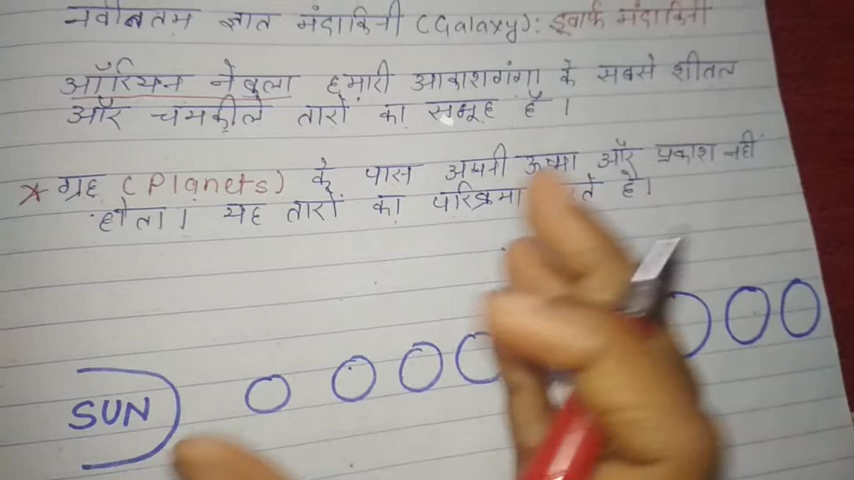 नवीनतम ज्ञात मंदाकिनी (Galaxy): ड्वार्फ मंदाकिनी
ऑरियन नेबुला हमारी आकाशगंगा के सबसे शीतल
और चमकीले तारों का समूह है।
* ग्रह (Planets) के पास अपनी ऊष्मा और प्रकाश नहीं
होता। यह तारों का परिक्रमा ते है।
SUN